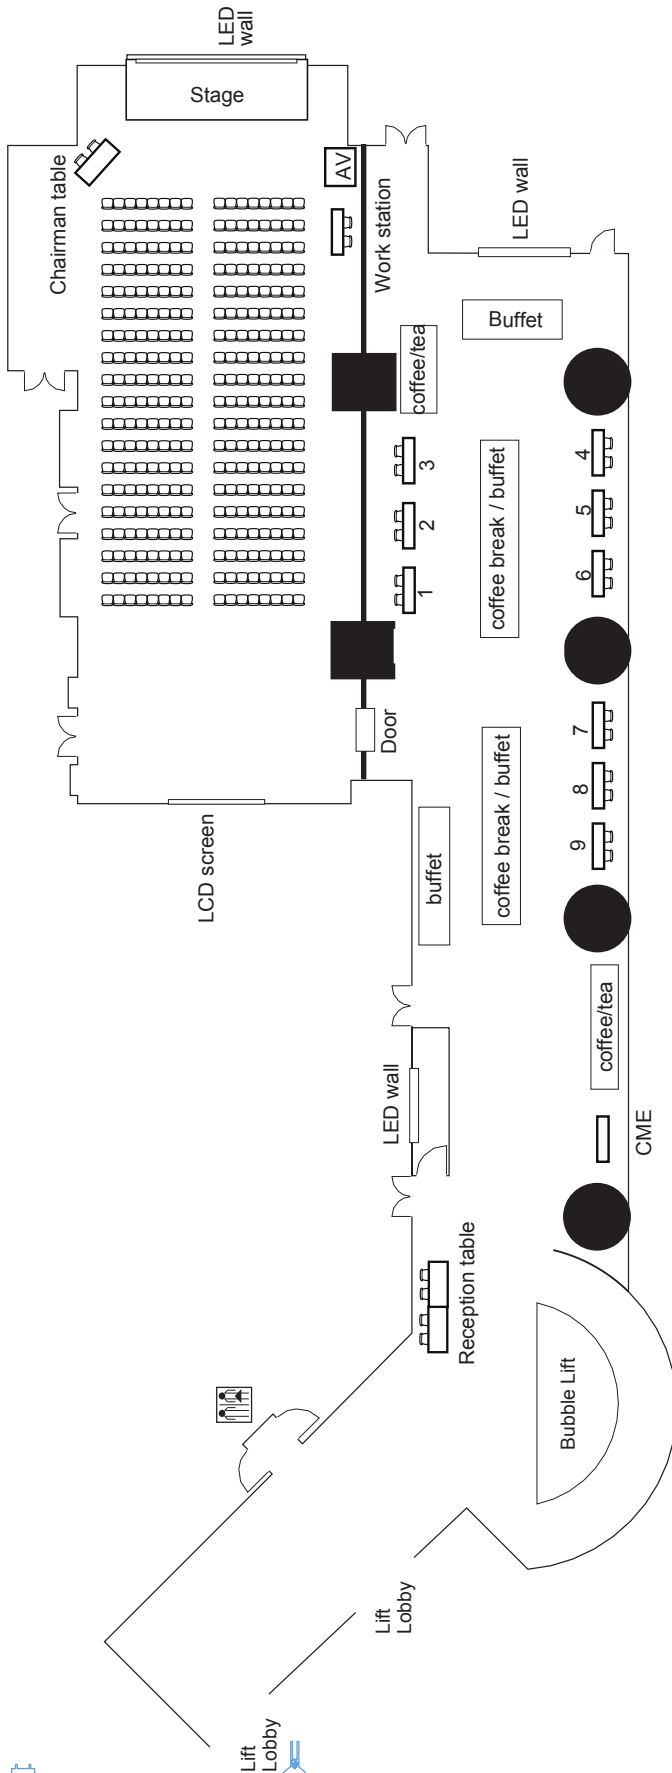 LED
wall
Stage
Chairman table
AV
Work station
LED wall
Buffet
coffee/tea
3
2
1
4
5
6
coffee break / buffet
Door
7
8
9
coffee break / buffet
buffet
LCD screen
coffee/tea
LED wall
CME
Reception table
Bubble Lift
Lift
Lobby
Lift
Lobby